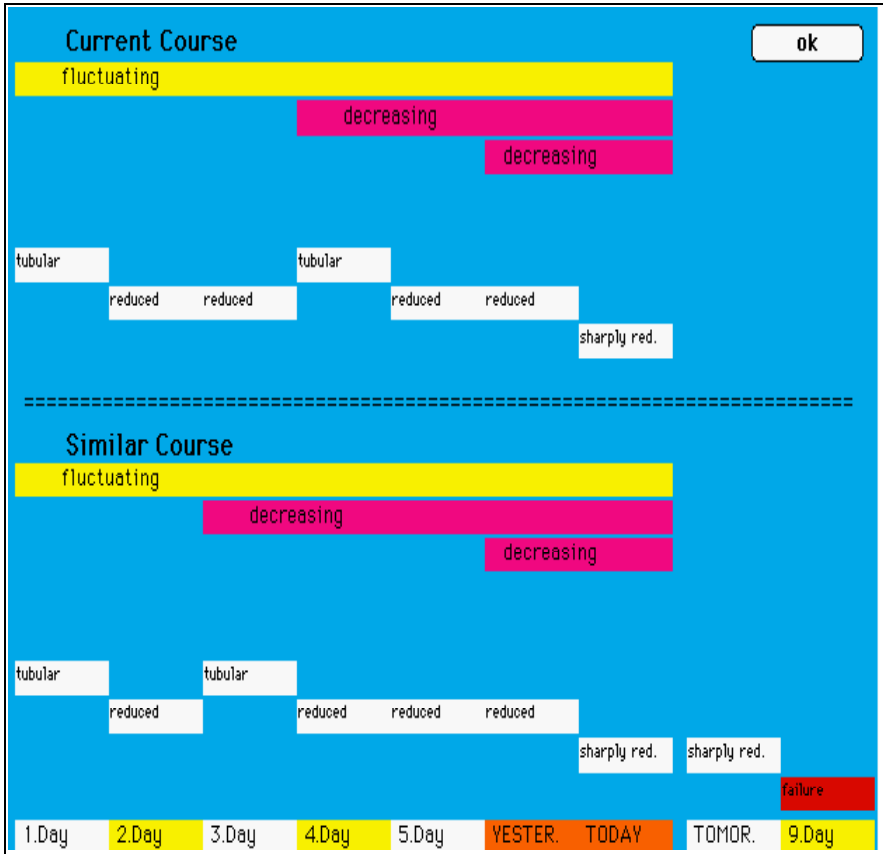 Current Course ok
fluctuating
decreasing
decreasing
tubular tubular
reduced reduced reduced reduced
sharply red.
==========================================================================
Similar Course
fluctuating
decreasing
decreasing
tubular tubular
reduced reduced reduced reduced
sharply red. sharply red.
failure
1.Day 2.Day 3.Day 4.Day 5.Day YESTER. TODAY TOMOR. 9.Day